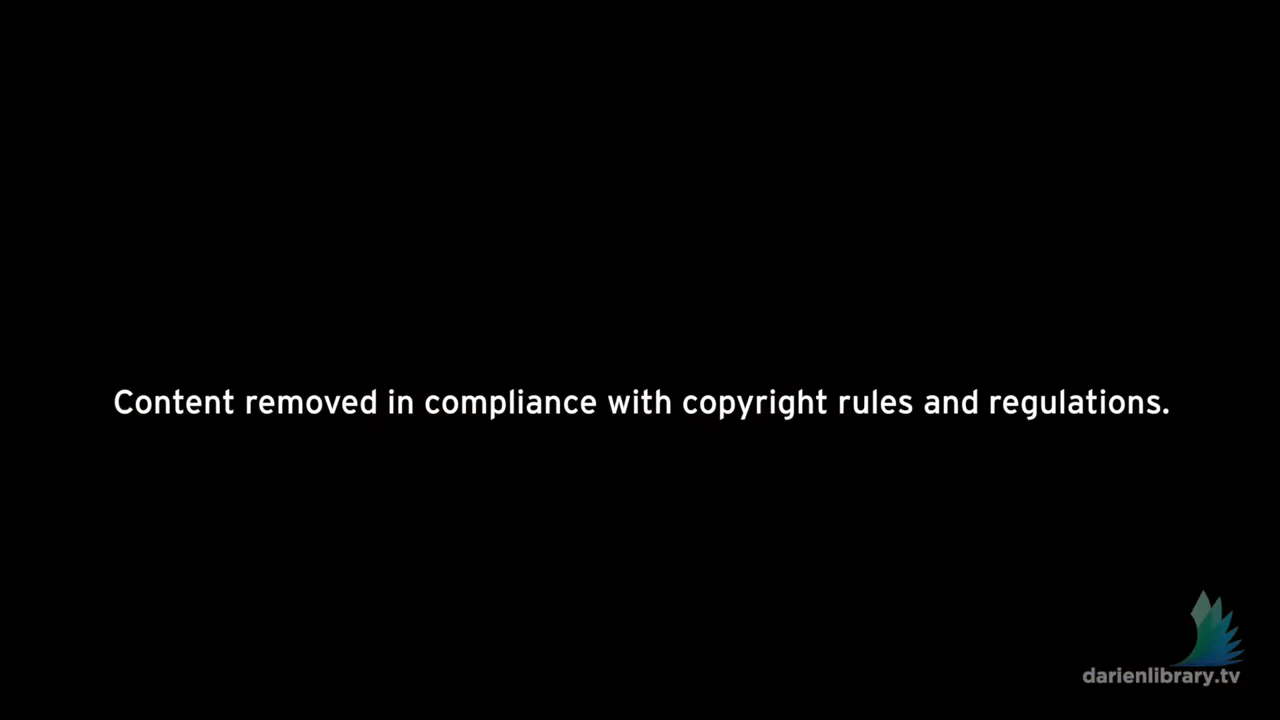 Content removed in compliance with copyright rules and regulations.
darienlibrary.tv